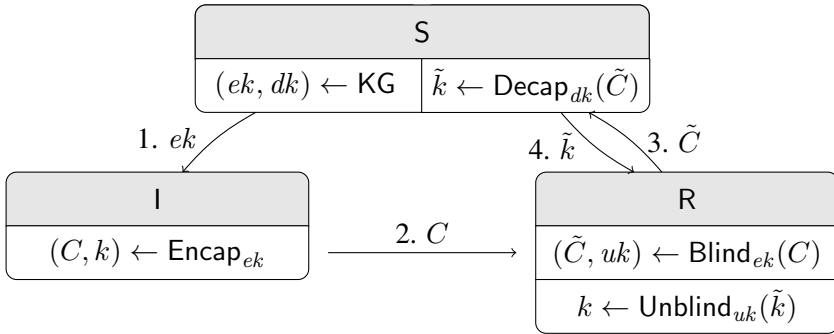 S
(ek, dk) ← KG
k̃ ← Decap_dk(C̃)
1. ek
4. k̃
3. C̃
I
(C, k) ← Encap_ek
2. C
R
(C̃, uk) ← Blind_ek(C)
k ← Unblind_uk(k̃)